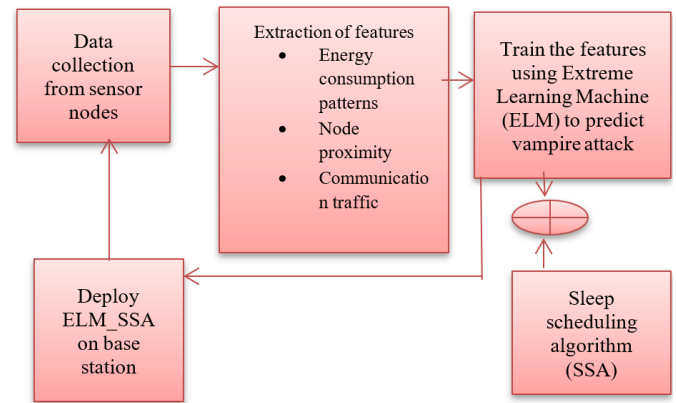 Data
collection
from sensor
nodes
Extraction of features
• Energy
consumption
patterns
• Node
proximity
• Communicatio
n traffic
Train the features
using Extreme
Learning Machine
(ELM) to predict
vampire attack
Deploy
ELM_SSA
on base
station
Sleep
scheduling
algorithm
(SSA)